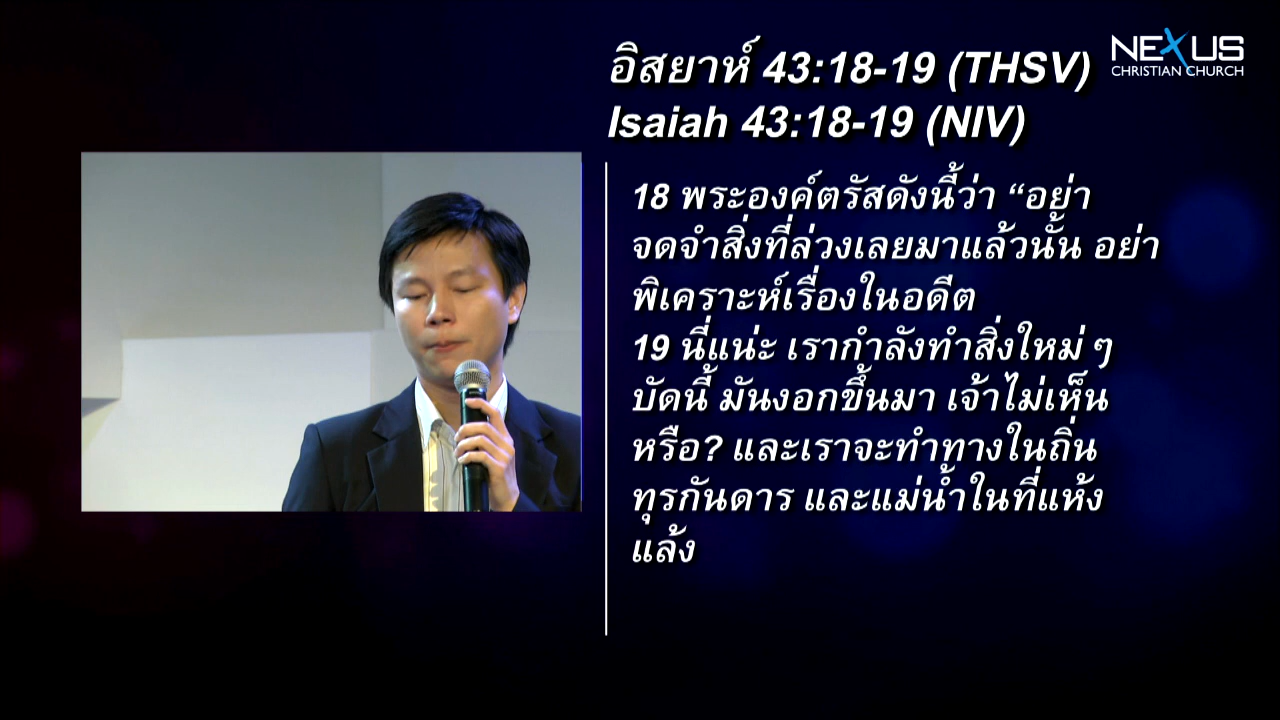 อิสยาห์ 43:18-19 (THSV)
Isaiah 43:18-19 (NIV)
NEXUS
CHRISTIAN CHURCH
18 พระองค์ตรัสดังนี้ว่า “อย่า
จดจำสิ่งที่ล่วงเลยมาแล้วนั้น อย่า
พิเคราะห์เรื่องในอดีต
19 นี่แน่ะ เรากำลังทำสิ่งใหม่ ๆ
บัดนี้ มันงอกขึ้นมา เจ้าไม่เห็น
หรือ? และเราจะทำทางในถิ่น
ทุรกันดาร และแม่น้ำในที่แห้ง
แล้ง